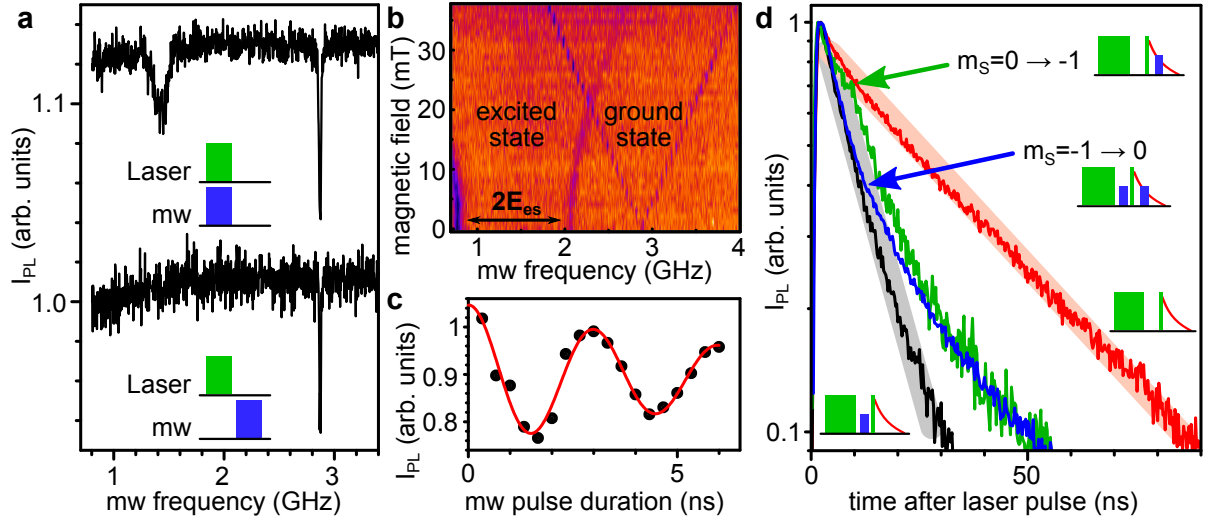 a
I_PL (arb. units)
1.1
1.0
Laser
mw
Laser
mw
1
2
3
mw frequency (GHz)
b
magnetic field (mT)
30
20
10
0
excited
state
ground
state
2E_es
1
2
3
4
mw frequency (GHz)
c
I_PL (arb. units)
1
0.9
0.8
0
5
mw pulse duration (ns)
d
I_PL (arb. units)
1
0.1
m_S=0 → -1
m_S=-1 → 0
0
50
time after laser pulse (ns)